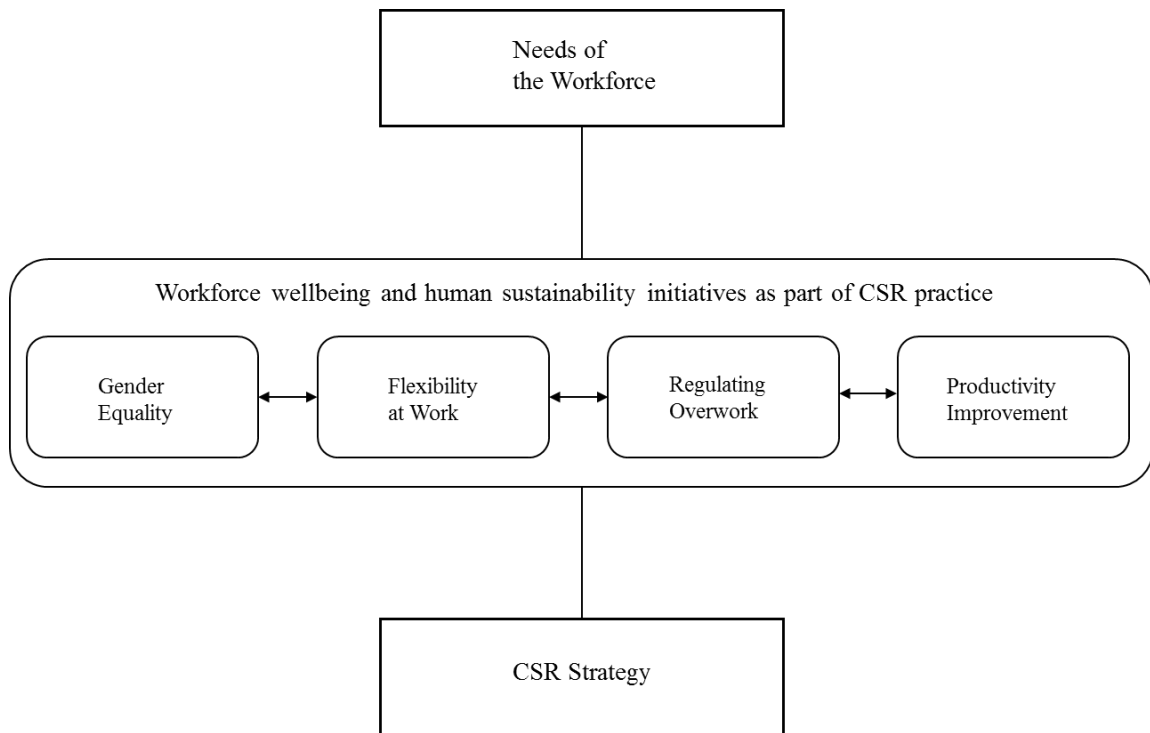 Needs of
the Workforce
Workforce wellbeing and human sustainability initiatives as part of CSR practice
Gender
Equality
Flexibility
at Work
Regulating
Overwork
Productivity
Improvement
CSR Strategy